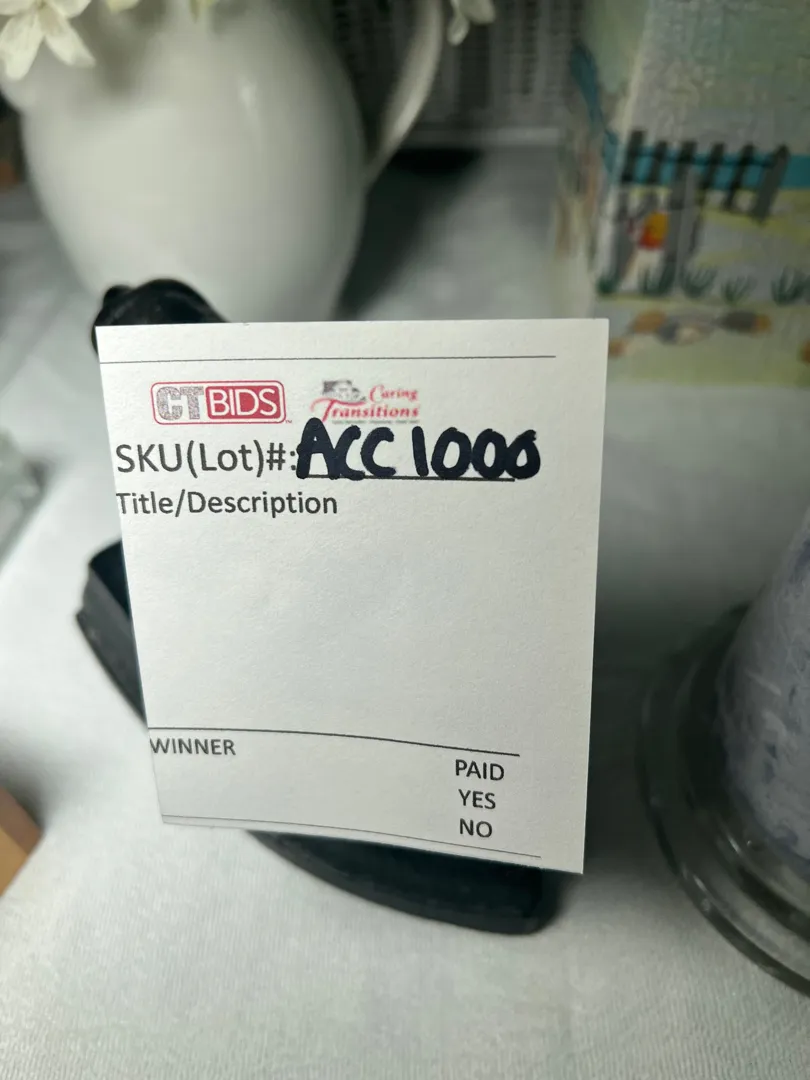 CTBIDS
Caring
Transitions
SKU(Lot)#:ACC 1000
Title/Description
WINNER
PAID
YES
NO